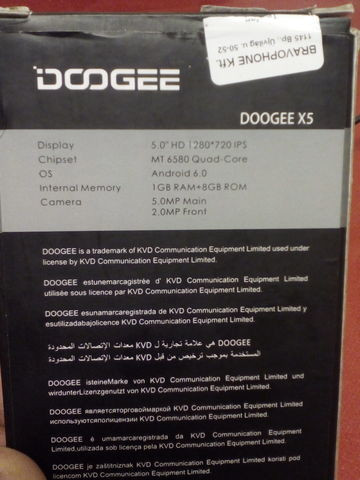 BRAVOPHONE Kft.
1145 Bp., Újvilág u. 50-52
DOOGEE
DOOGEE X5
Display 5.0" HD 1280*720 IPS
Chipset MT 6580 Quad-Core
OS Android 6.0
Internal Memory 1GB RAM+8GB ROM
Camera 5.0MP Main
2.0MP Front
DOOGEE is a trademark of KVD Communication Equipment Limited used under
license by KVD Communication Equipment Limited.
DOOGEE estunemarcagistrée d' KVD Communication Equipment Limited
utilisée sous licence par KVD Communication Equipment Limited.
DOOGEE esunamarcaregistrada de KVD Communication Equipment Limited y
esutilizadabajolicence KVD Communication Equipment Limited.
DOOGEE هي علامة تجارية ل KVD معدات الإتصالات المحدودة
المستخدمة بموجب ترخيص من قبل KVD معدات الإتصالات المحدودة
DOOGEE isteineMarke von KVD Communication Equipment Limited und
wirdunterLizenzgenutzt von KVD Communication Equipment Limited.
DOOGEE являетсяторговоймаркой KVD Communication Equipment Limited
используютсяполицензии KVD Communication Equipment Limited.
DOOGEE é umamarcaregistrada da KVD Communication Equipment Limited
utilizada sob licença pela KVD Communication Equipment Limited.
DOOGEE je zaštitniznak KVD Communication Equipment Limited koristi pod
licencom KVD Communication Equipment Limited.